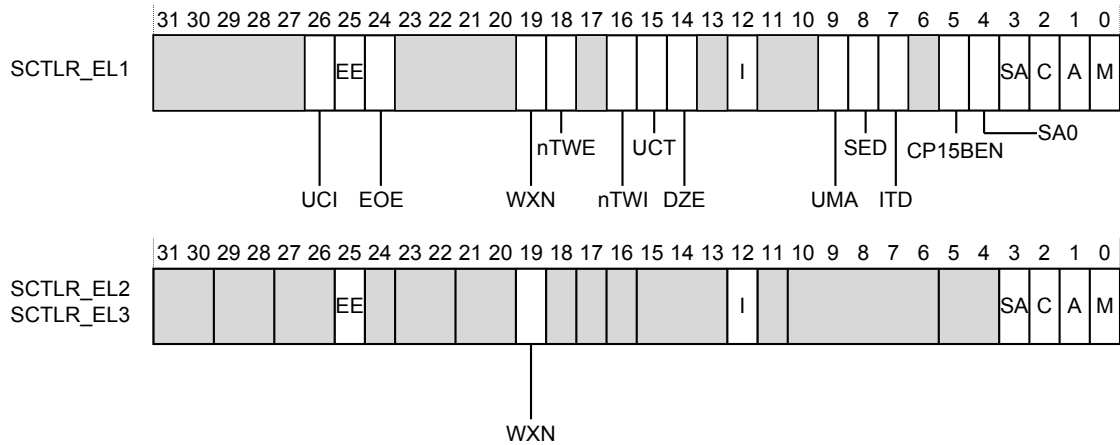 31 30 29 28 27 26 25 24 23 22 21 20 19 18 17 16 15 14 13 12 11 10 9 8 7 6 5 4 3 2 1 0
SCTLR_EL1 EE I SA C A M
nTWE UCT SED CP15BEN SA0
UCI EOE WXN nTWI DZE UMA ITD
31 30 29 28 27 26 25 24 23 22 21 20 19 18 17 16 15 14 13 12 11 10 9 8 7 6 5 4 3 2 1 0
SCTLR_EL2
SCTLR_EL3
EE I SA C A M
WXN